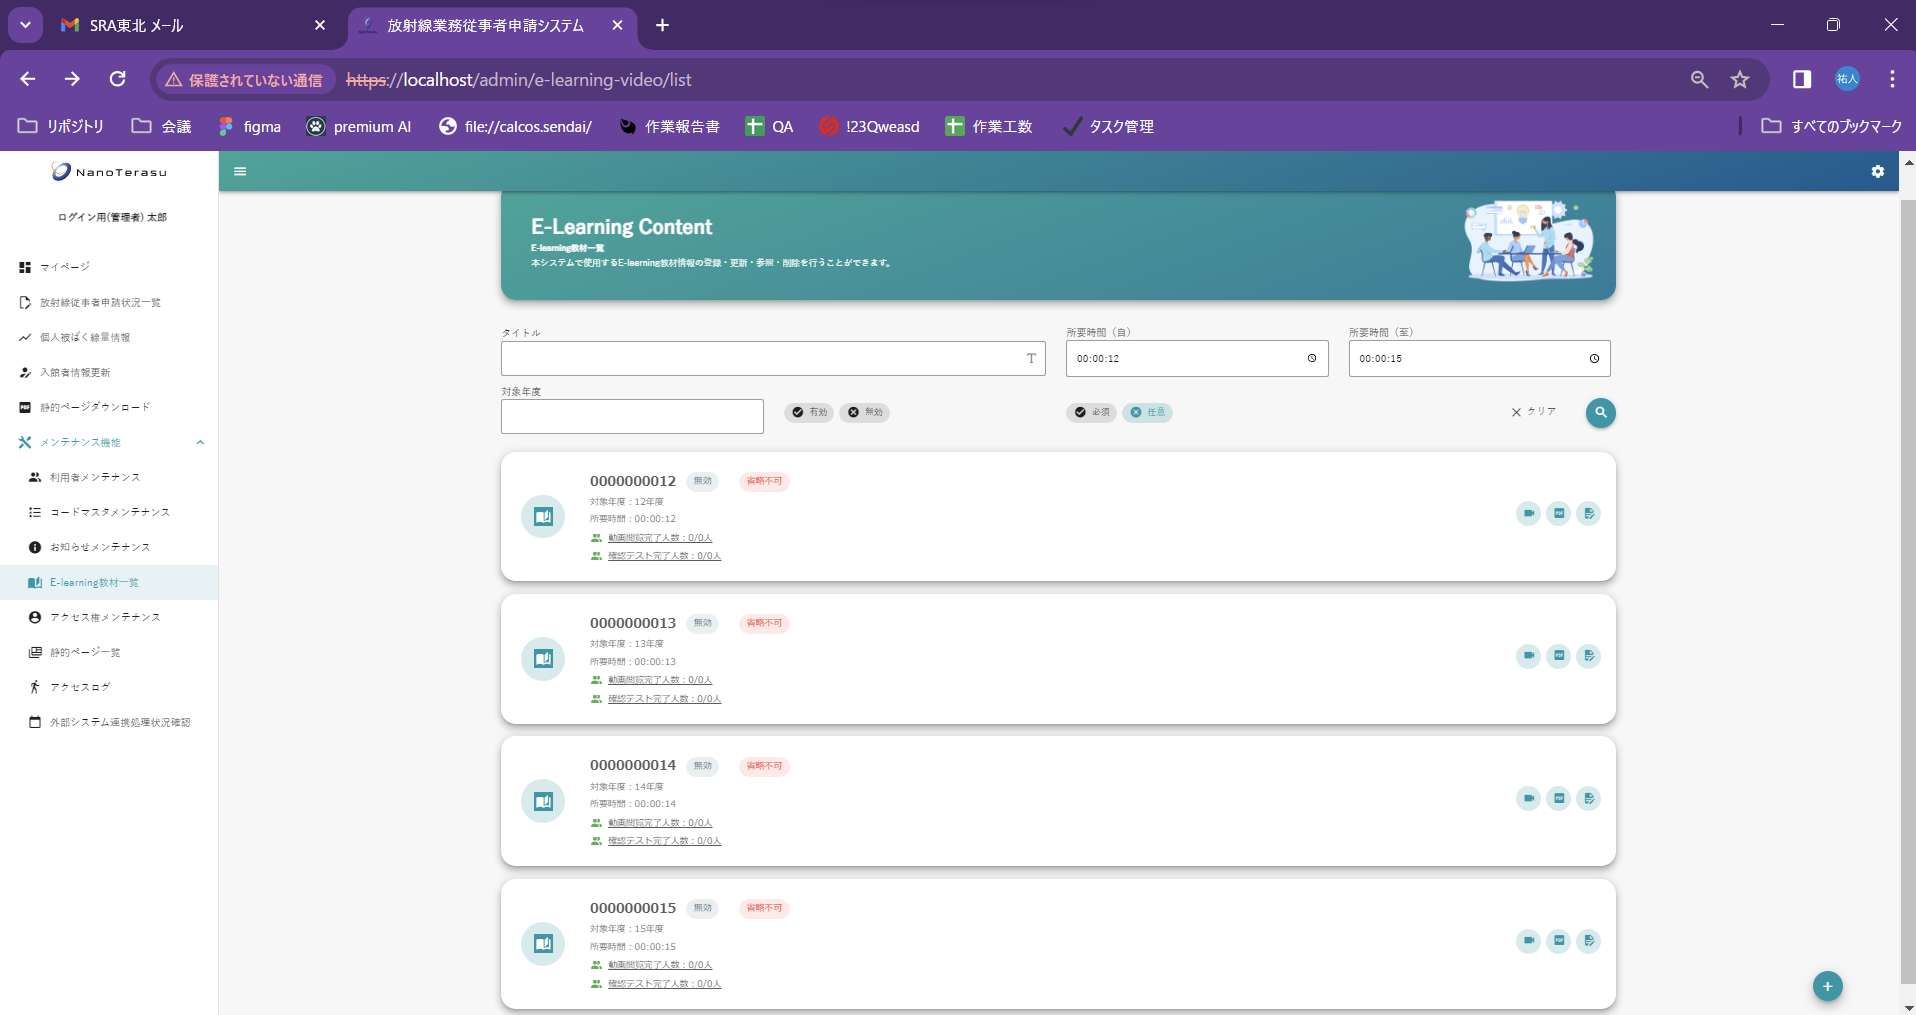 SRA東北 メール
放射線業務従事者申請システム
保護されていない通信
https://localhost/admin/e-learning-video/list
祐人
リポジトリ
会議
figma
premium AI
file://calcos.sendai/
作業報告書
QA
!23Qweasd
作業工数
タスク管理
すべてのブックマーク
NanoTerasu
ログイン用(管理者) 太郎
マイページ
放射線従事者申請状況一覧
個人被ばく線量情報
入館者情報更新
静的ページダウンロード
メンテナンス機能
利用者メンテナンス
コードマスタメンテナンス
お知らせメンテナンス
E-learning教材一覧
アクセス権メンテナンス
静的ページ一覧
アクセスログ
外部システム連携処理状況確認
E-Learning Content
E-learning教材一覧
本システムで使用するE-learning教材情報の登録・更新・参照・削除を行うことができます。
タイトル
所要時間（自）
所要時間（至）
00:00:12
00:00:15
対象年度
有効
無効
必須
任意
クリア
0000000012 無効 省略不可
対象年度：12年度
所要時間：00:00:12
動画閲覧完了人数：0/0人
確認テスト完了人数：0/0人
0000000013 無効 省略不可
対象年度：13年度
所要時間：00:00:13
動画閲覧完了人数：0/0人
確認テスト完了人数：0/0人
0000000014 無効 省略不可
対象年度：14年度
所要時間：00:00:14
動画閲覧完了人数：0/0人
確認テスト完了人数：0/0人
0000000015 無効 省略不可
対象年度：15年度
所要時間：00:00:15
動画閲覧完了人数：0/0人
確認テスト完了人数：0/0人